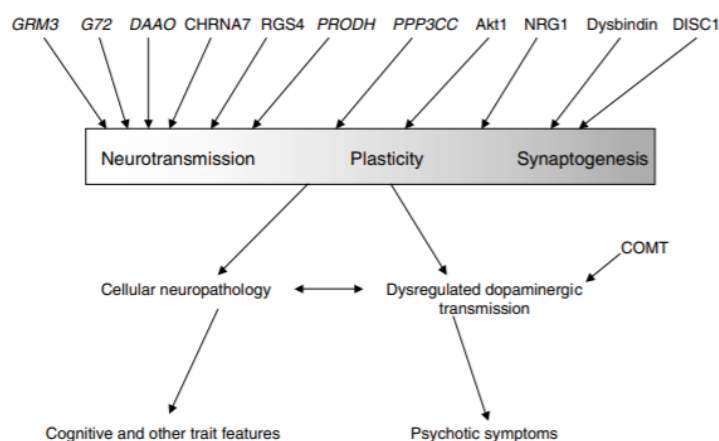 GRM3 G72 DAAO CHRNA7 RGS4 PRODH PPP3CC Akt1 NRG1 Dysbindin DISC1
Neurotransmission Plasticity Synaptogenesis
COMT
Cellular neuropathology Dysregulated dopaminergic
transmission
Cognitive and other trait features Psychotic symptoms